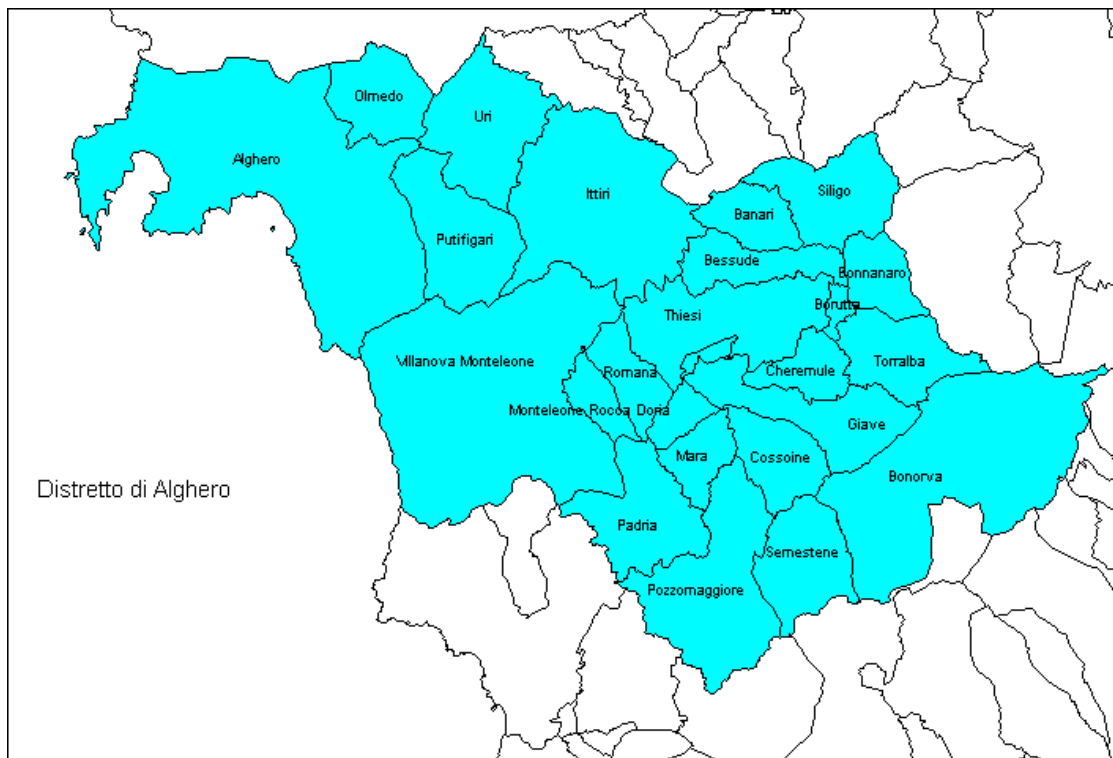 Olmedo
Uri
Alghero
Ittiri
Siligo
Banari
Putifigari
Bessude
Bonnanaro
Borutta
Thiesi
Villanova Monteleone
Romana
Cheremule
Torralba
Monteleone Rocca Doria
Giave
Mara
Cossoine
Bonorva
Distretto di Alghero
Padria
Semestene
Pozzomaggiore